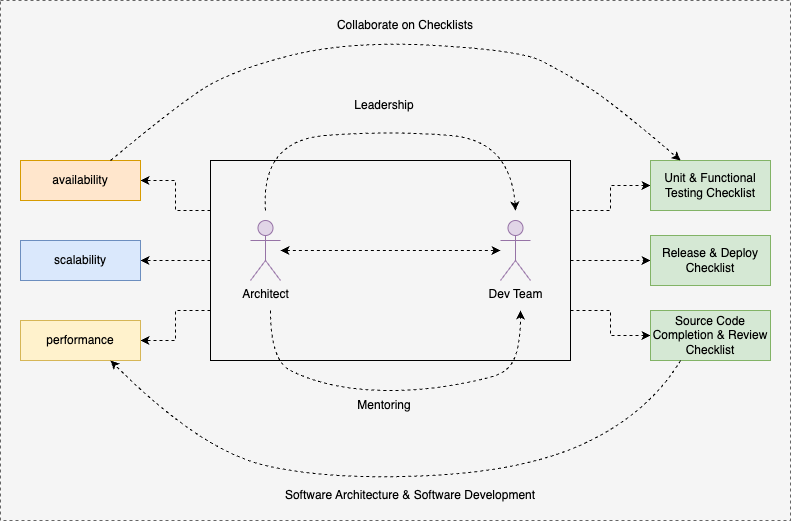 Collaborate on Checklists
Leadership
availability
Unit & Functional
Testing Checklist
scalability
Release & Deploy
Checklist
Architect
Dev Team
performance
Source Code
Completion & Review
Checklist
Mentoring
Software Architecture & Software Development